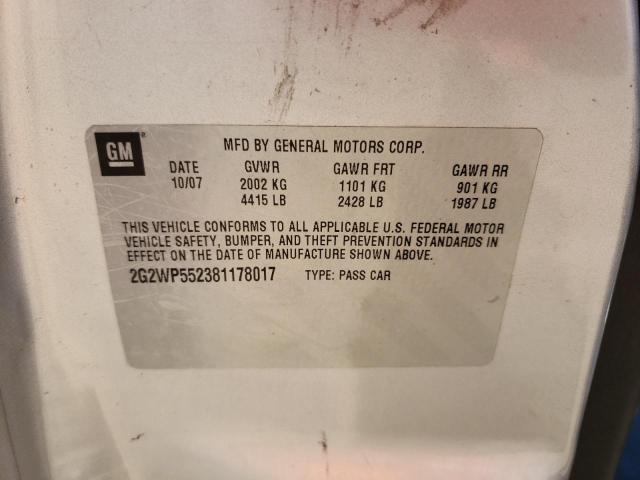 GM
MFD BY GENERAL MOTORS CORP.
DATE GVWR GAWR FRT GAWR RR
10/07 2002 KG 1101 KG 901 KG
4415 LB 2428 LB 1987 LB
THIS VEHICLE CONFORMS TO ALL APPLICABLE U.S. FEDERAL MOTOR
VEHICLE SAFETY, BUMPER, AND THEFT PREVENTION STANDARDS IN
EFFECT ON THE DATE OF MANUFACTURE SHOWN ABOVE.
2G2WP552381178017 TYPE: PASS CAR